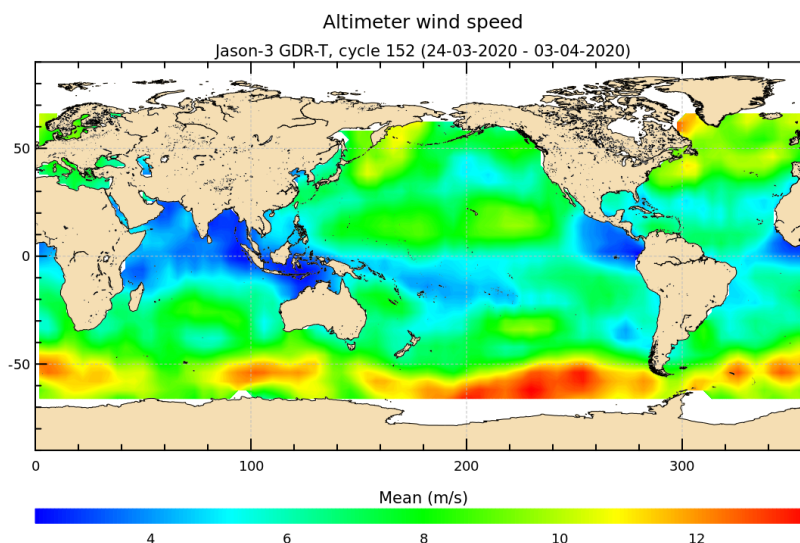 Altimeter wind speed
Jason-3 GDR-T, cycle 152 (24-03-2020 - 03-04-2020)
50
0
-50
0 100 200 300
Mean (m/s)
4 6 8 10 12